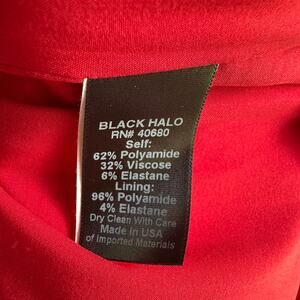 BLACK HALO
RN# 40680
Self:
62% Polyamide
32% Viscose
6% Elastane
Lining:
96% Polyamide
4% Elastane
Dry Clean With Care
Made in USA
of Imported Materials